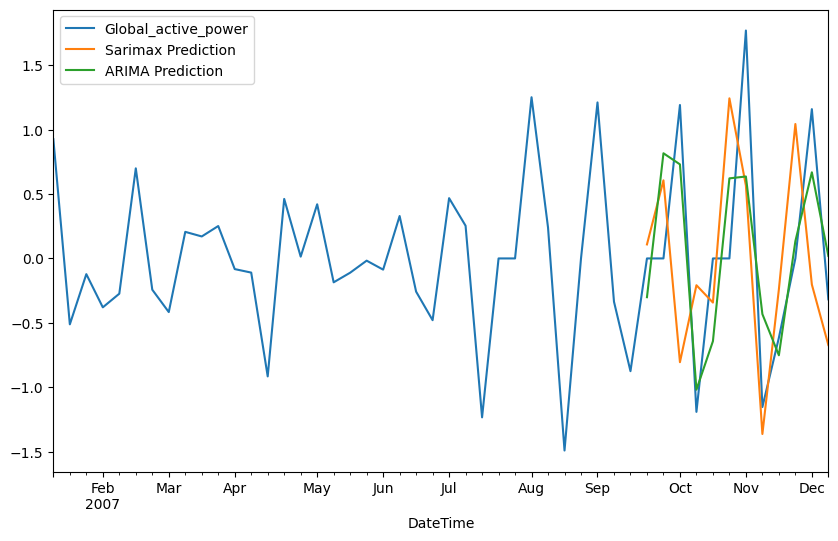 Global_active_power
Sarimax Prediction
ARIMA Prediction
1.5
1.0
0.5
0.0
−0.5
−1.0
−1.5
Feb Mar Apr May Jun Jul Aug Sep Oct Nov Dec
2007
DateTime